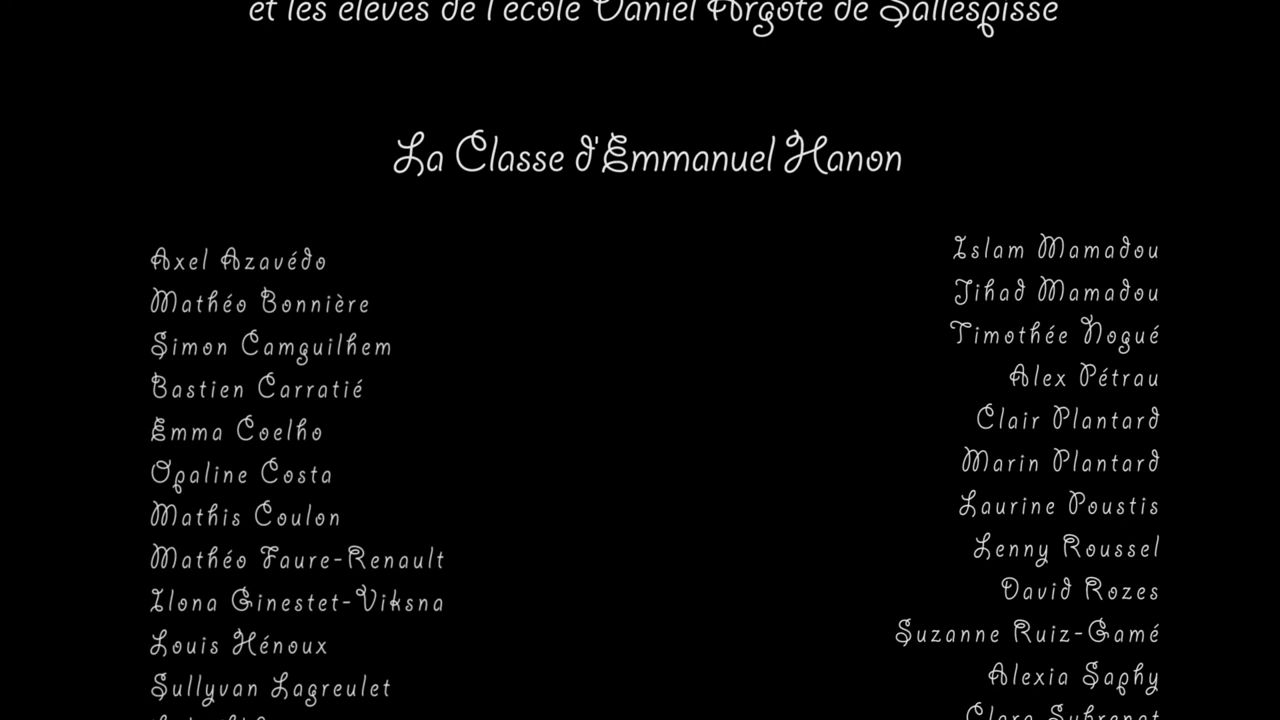 et les élèves de l'école Daniel Argote de Sallespisse
La Classe d'Emmanuel Hanon
Axel Azavédo
Mathéo Bonnière
Simon Camguilhem
Bastien Carratié
Emma Coelho
Opaline Costa
Mathis Coulon
Mathéo Faure-Renault
Ilona Ginestet-Viksna
Louis Hénoux
Sullyvan Lagreulet
Islam Mamadou
Jihad Mamadou
Timothée Nogué
Alex Pétrau
Clair Plantard
Marin Plantard
Laurine Poustis
Lenny Roussel
David Rozes
Suzanne Ruiz-Gamé
Alexia Saphy